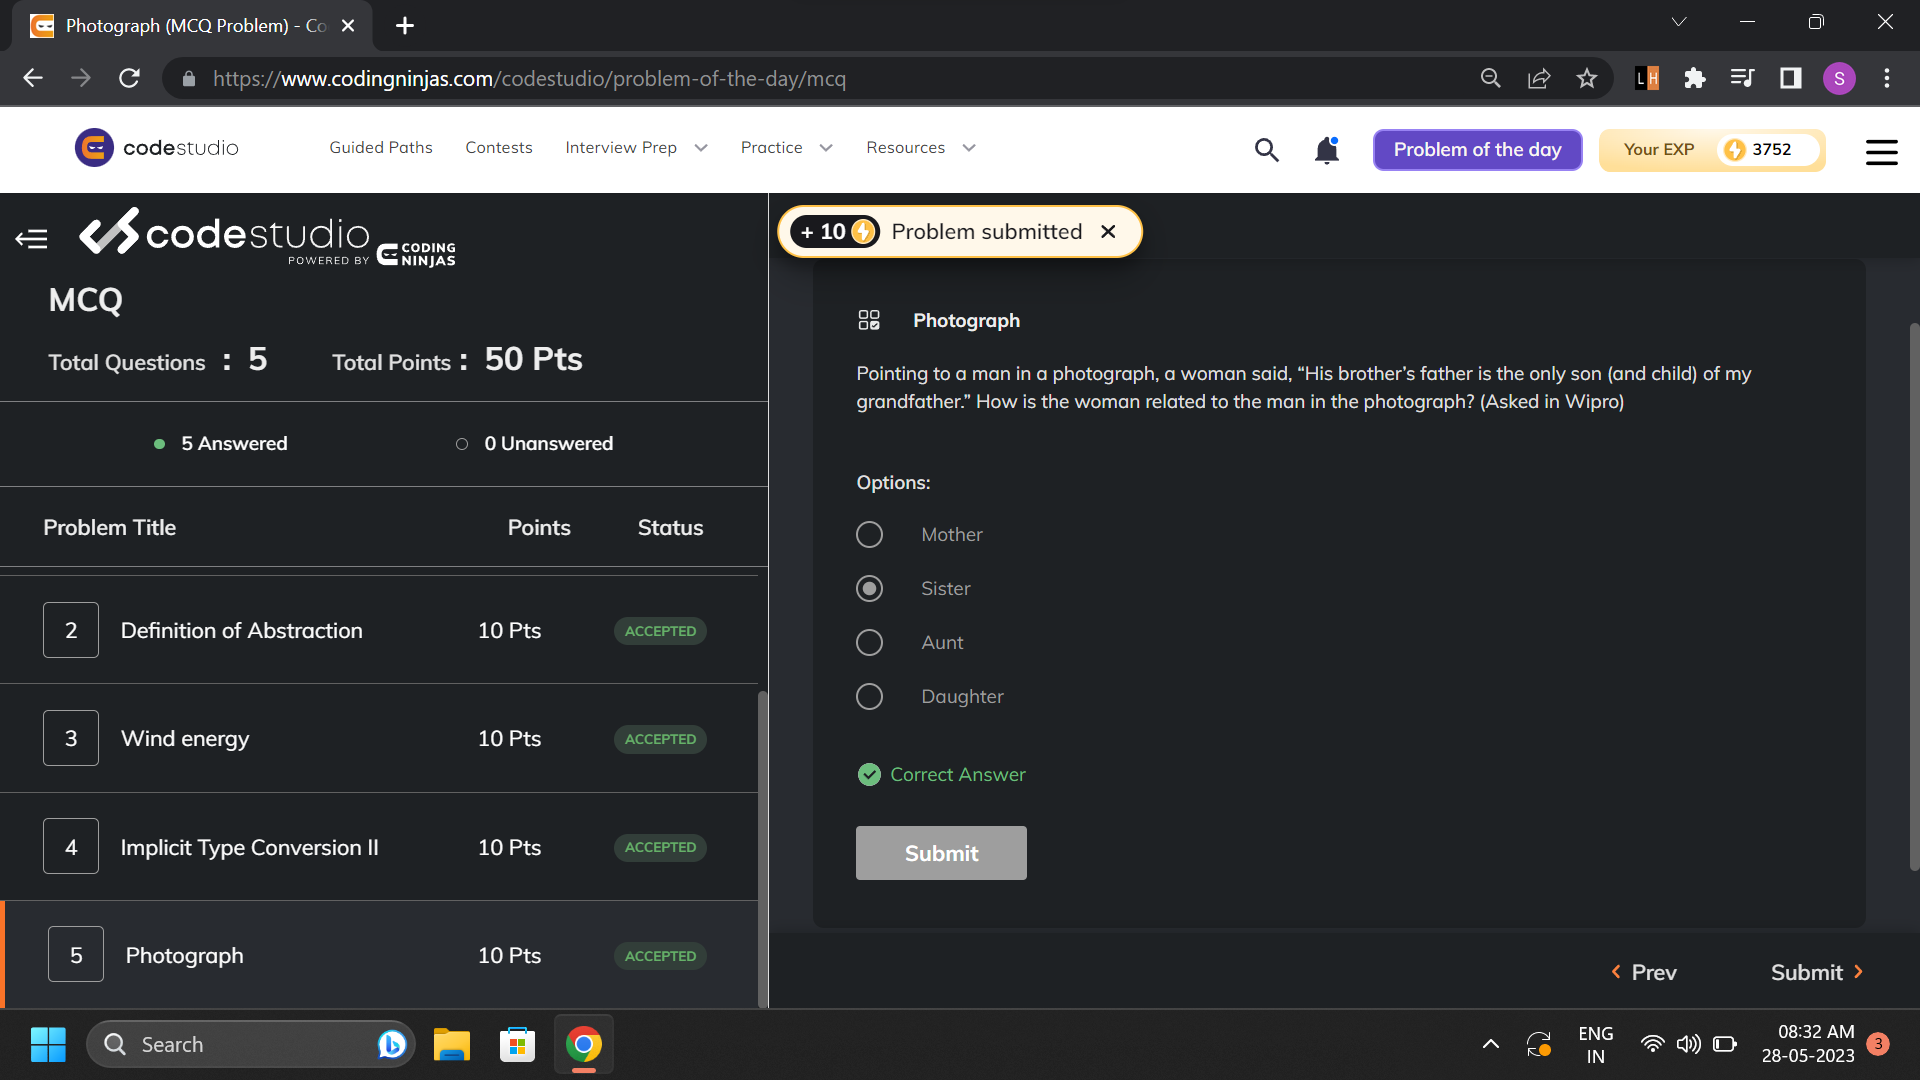 Photograph (MCQ Problem) - Co
https://www.codingninjas.com/codestudio/problem-of-the-day/mcq
LH
S
codestudio
Guided Paths
Contests
Interview Prep
Practice
Resources
Problem of the day
Your EXP
3752
codestudio
POWERED BY CODING NINJAS
+ 10
Problem submitted
MCQ
Total Questions : 5
Total Points : 50 Pts
5 Answered
0 Unanswered
Problem Title
Points
Status
2
Definition of Abstraction
10 Pts
ACCEPTED
3
Wind energy
10 Pts
ACCEPTED
4
Implicit Type Conversion II
10 Pts
ACCEPTED
5
Photograph
10 Pts
ACCEPTED
Photograph
Pointing to a man in a photograph, a woman said, “His brother’s father is the only son (and child) of my
grandfather.” How is the woman related to the man in the photograph? (Asked in Wipro)
Options:
Mother
Sister
Aunt
Daughter
Correct Answer
Submit
Prev
Submit
Search
ENG
IN
08:32 AM
28-05-2023
3